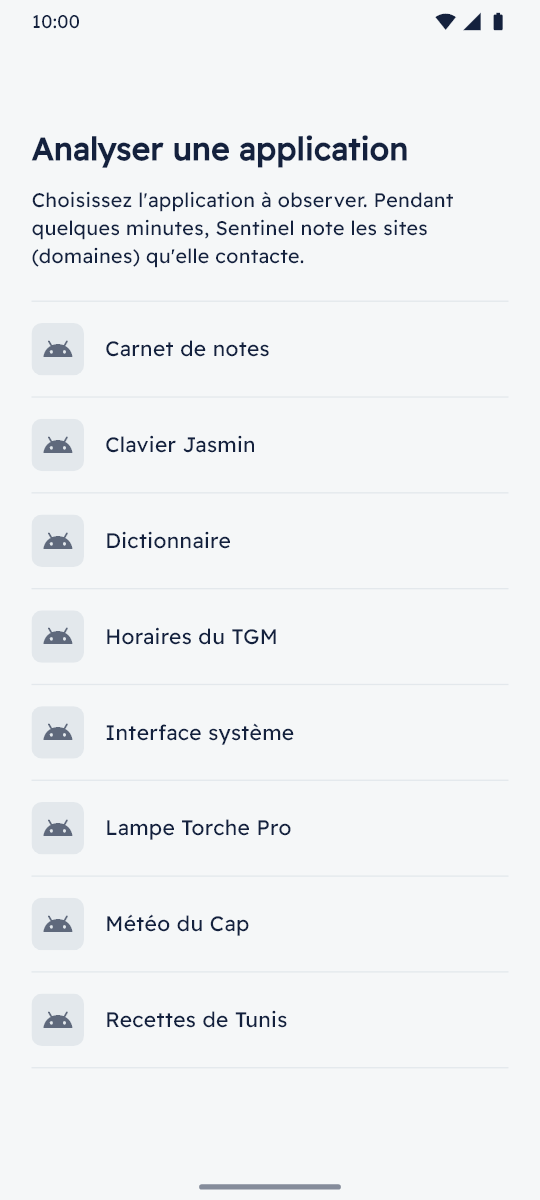 10:00
Analyser une application
Choisissez l'application à observer. Pendant
quelques minutes, Sentinel note les sites
(domaines) qu'elle contacte.
Carnet de notes
Clavier Jasmin
Dictionnaire
Horaires du TGM
Interface système
Lampe Torche Pro
Météo du Cap
Recettes de Tunis